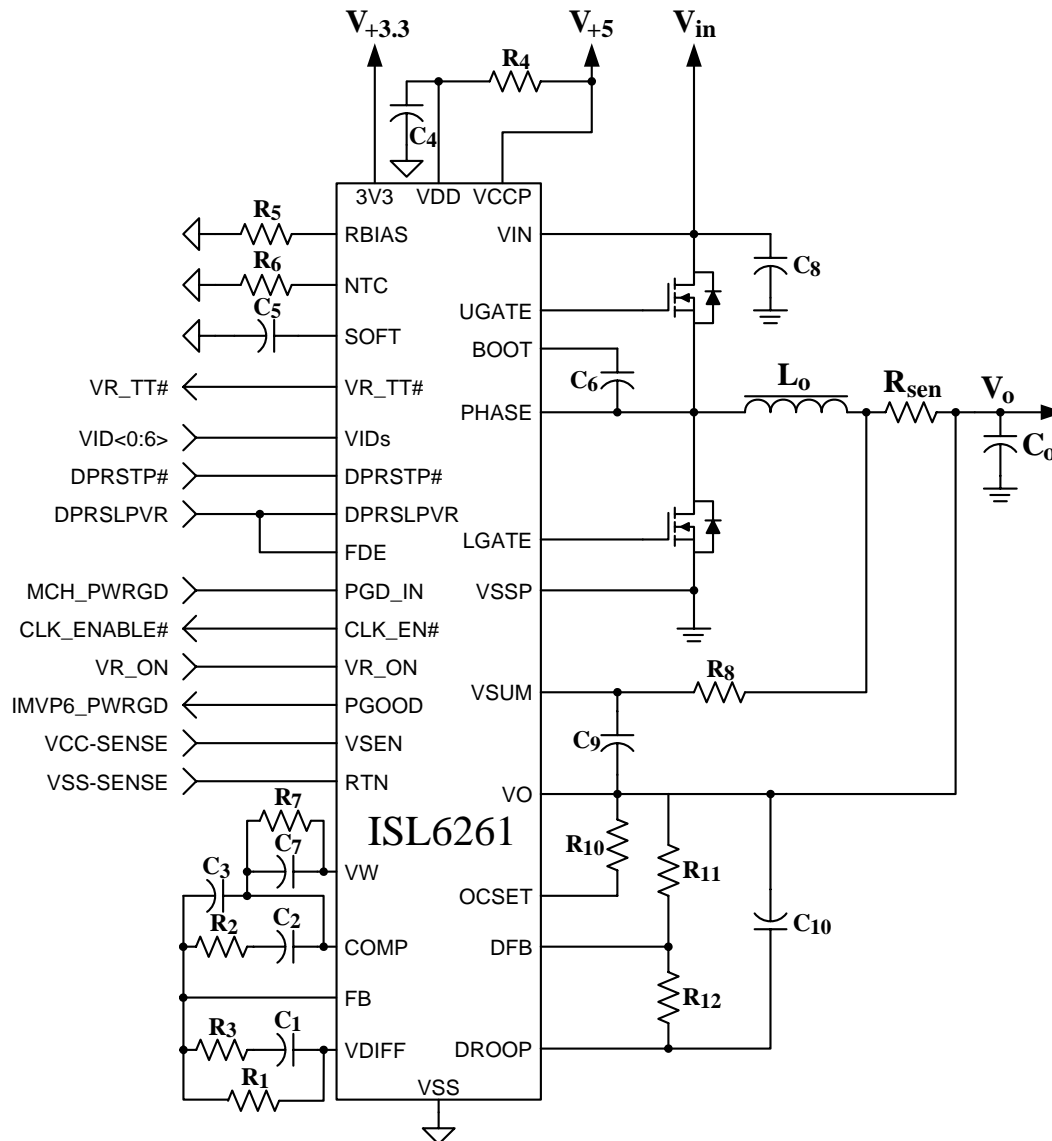 V+3.3
V+5
Vin
R4
C4
3V3 VDD VCCP
R5
RBIAS
VIN
C8
R6
NTC
C5
SOFT
UGATE
BOOT
C6
VR_TT#
VR_TT#
PHASE
Lo
Rsen
Vo
Co
VID<0:6>
VIDs
DPRSTP#
DPRSTP#
DPRSLPVR
DPRSLPVR
LGATE
FDE
MCH_PWRGD
PGD_IN
VSSP
CLK_ENABLE#
CLK_EN#
VR_ON
VR_ON
VSUM
R8
IMVP6_PWRGD
PGOOD
VCC-SENSE
VSEN
C9
VSS-SENSE
RTN
VO
R7
ISL6261
R10
C7
VW
C3
R11
OCSET
R2
C2
COMP
DFB
C10
FB
R12
R3
C1
VDIFF
DROOP
R1
VSS